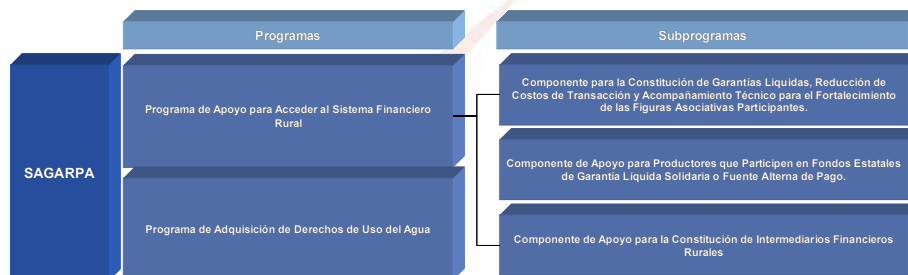 Programas
Subprogramas
SAGARPA
Programa de Apoyo para Acceder al Sistema Financiero
Rural
Programa de Adquisición de Derechos de Uso del Agua
Componente para la Constitución de Garantías Liquidas, Reducción de
Costos de Transacción y Acompañamiento Técnico para el Fortalecimiento
de las Figuras Asociativas Participantes.
Componente de Apoyo para Productores que Participen en Fondos Estatales
de Garantía Líquida Solidaria o Fuente Alterna de Pago.
Componente de Apoyo para la Constitución de Intermediarios Financieros
Rurales